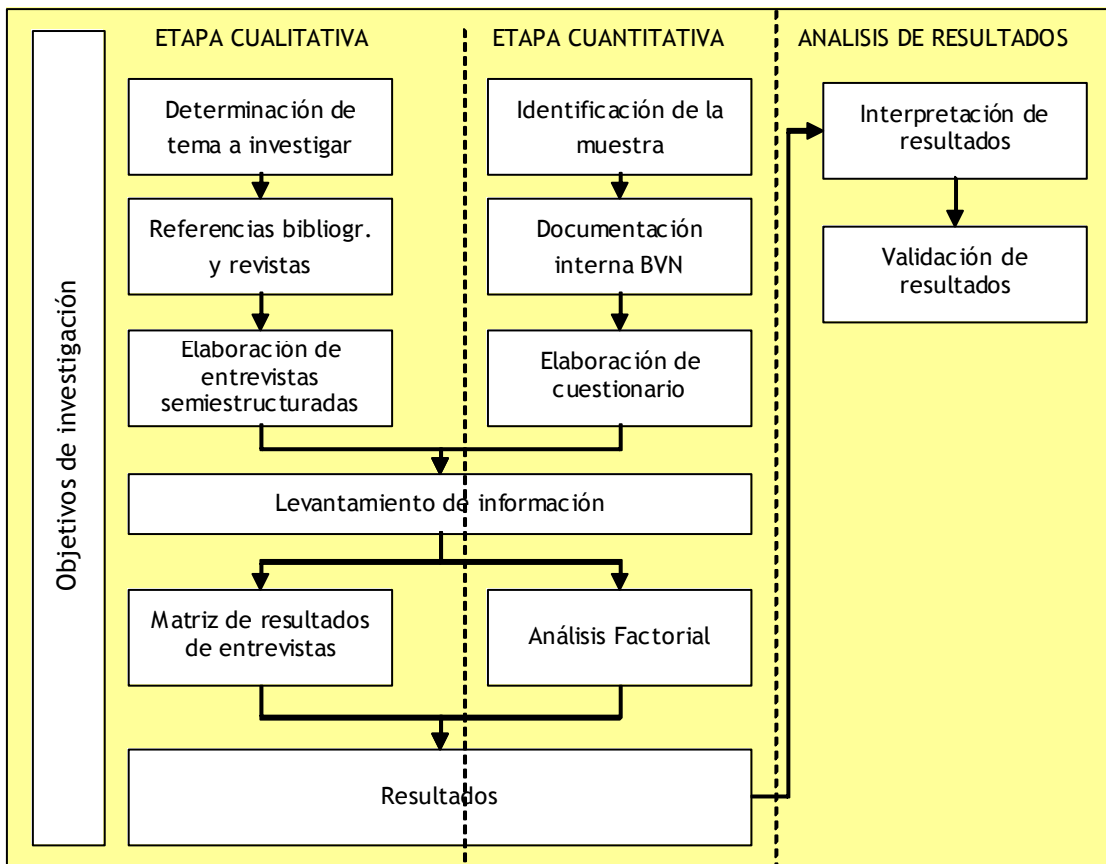 Objetivos de investigación
ETAPA CUALITATIVA
Determinación de
tema a investigar
Referencias bibliogr.
y revistas
Elaboración de
entrevistas
semiestructuradas
ETAPA CUANTITATIVA
Identificación de la
muestra
Documentación
interna BVN
Elaboración de
cuestionario
Levantamiento de información
Matriz de resultados
de entrevistas
Análisis Factorial
Resultados
ANALISIS DE RESULTADOS
Interpretación de
resultados
Validación de
resultados